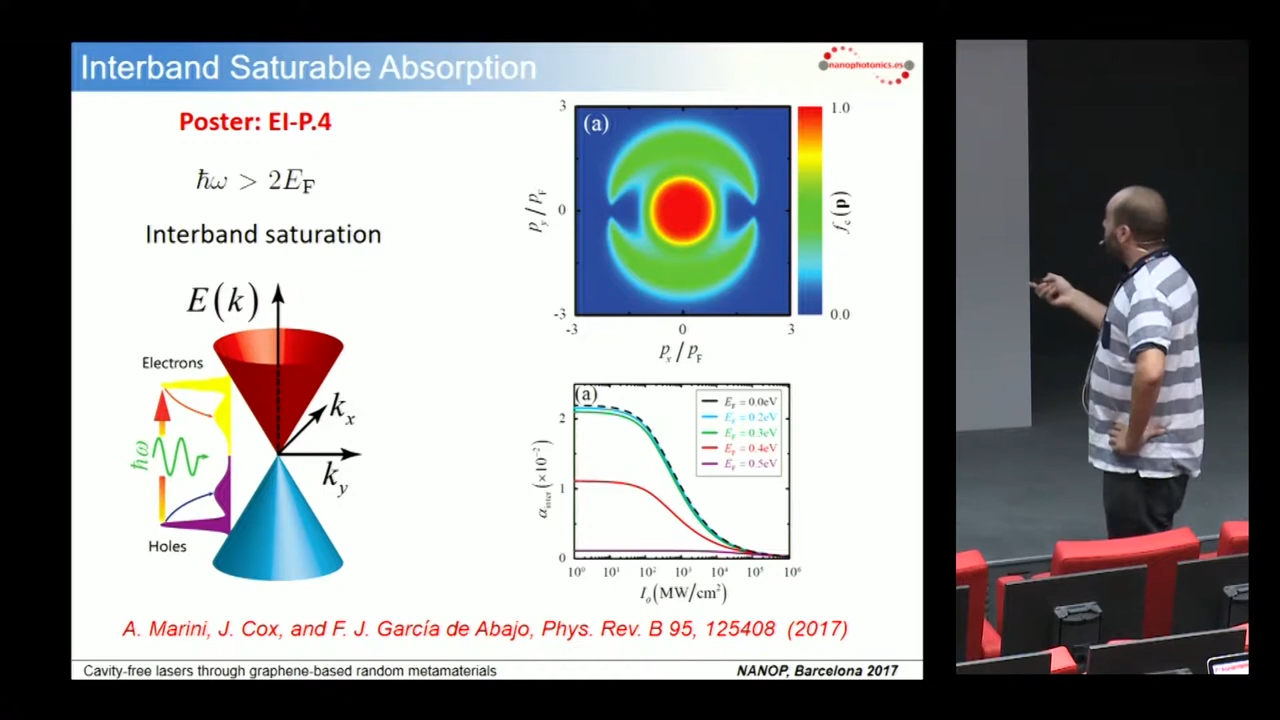 Interband Saturable Absorption
nanophotonics.es
Poster: EI-P.4
ħω > 2E_F
Interband saturation
E(k)
Electrons
k_x
ħω
k_y
Holes
(a)
3
0
-3
p_y / p_F
-3
0
3
p_x / p_F
1.0
0.0
f_c(p)
(a)
E_F = 0.0eV
E_F = 0.2eV
E_F = 0.3eV
E_F = 0.4eV
E_F = 0.5eV
2
1
0
α_inter (×10⁻²)
10⁰ 10¹ 10² 10³ 10⁴ 10⁵ 10⁶
I₀(MW/cm²)
A. Marini, J. Cox, and F. J. García de Abajo, Phys. Rev. B 95, 125408 (2017)
Cavity-free lasers through graphene-based random metamaterials
NANOP, Barcelona 2017